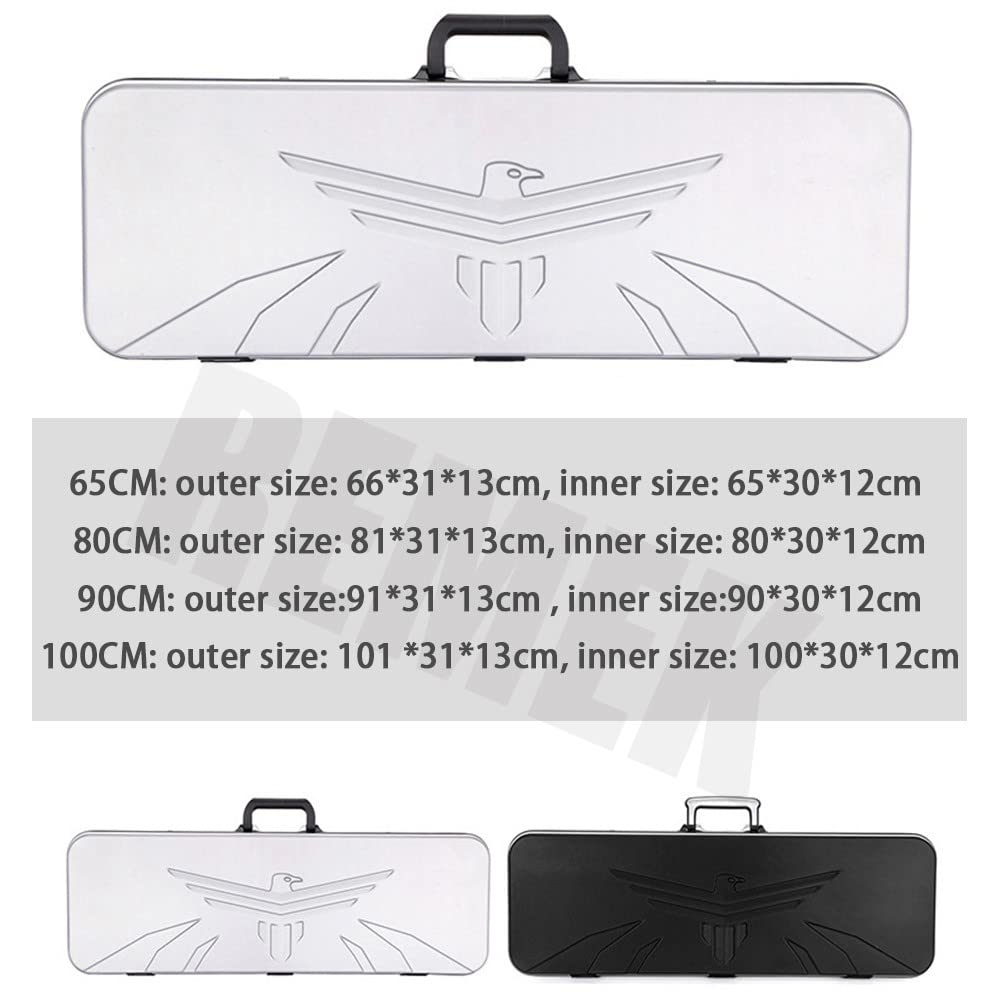 65CM: outer size: 66*31*13cm, inner size: 65*30*12cm
80CM: outer size: 81*31*13cm, inner size: 80*30*12cm
90CM: outer size:91*31*13cm , inner size:90*30*12cm
100CM: outer size: 101 *31*13cm, inner size: 100*30*12cm
REMEK